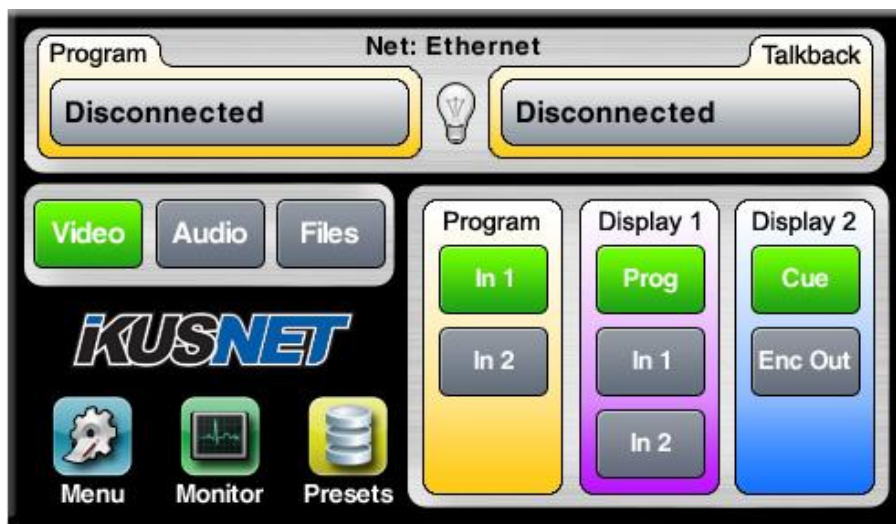 Program
Net: Ethernet
Talkback
Disconnected
Disconnected
Video
Audio
Files
iKUSNET
Menu
Monitor
Presets
Program
In 1
In 2
Display 1
Prog
In 1
In 2
Display 2
Cue
Enc Out